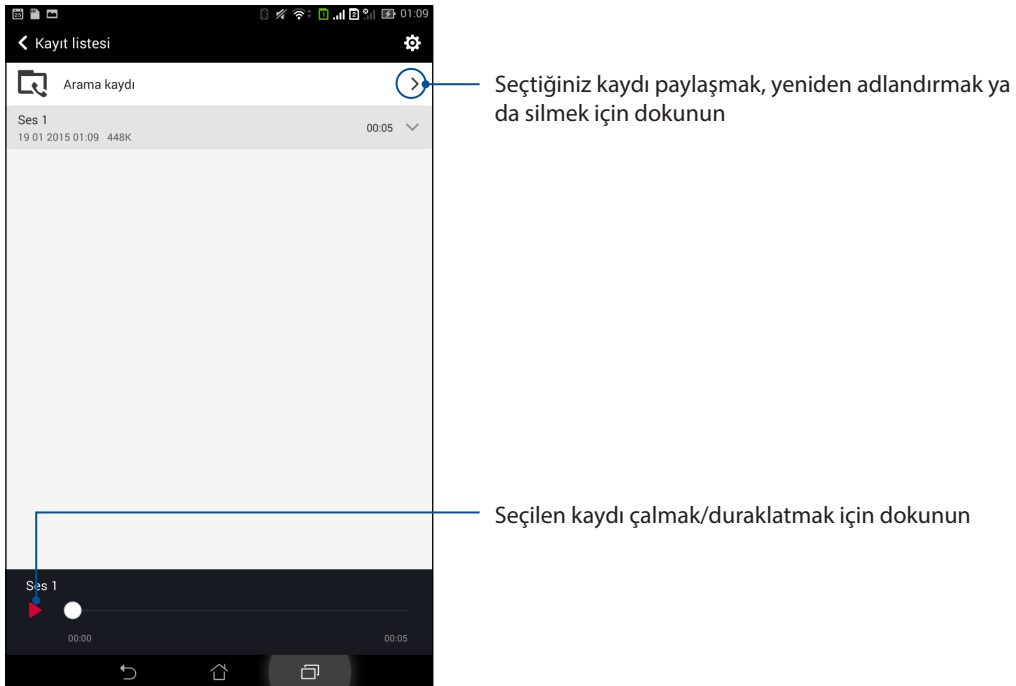 01:09
Kayıt listesi
Arama kaydı
Ses 1
00:05
19 01 2015 01:09 448K
Seçtiğiniz kaydı paylaşmak, yeniden adlandırmak ya
da silmek için dokunun
Seçilen kaydı çalmak/duraklatmak için dokunun
Ses 1
00:00
00:05